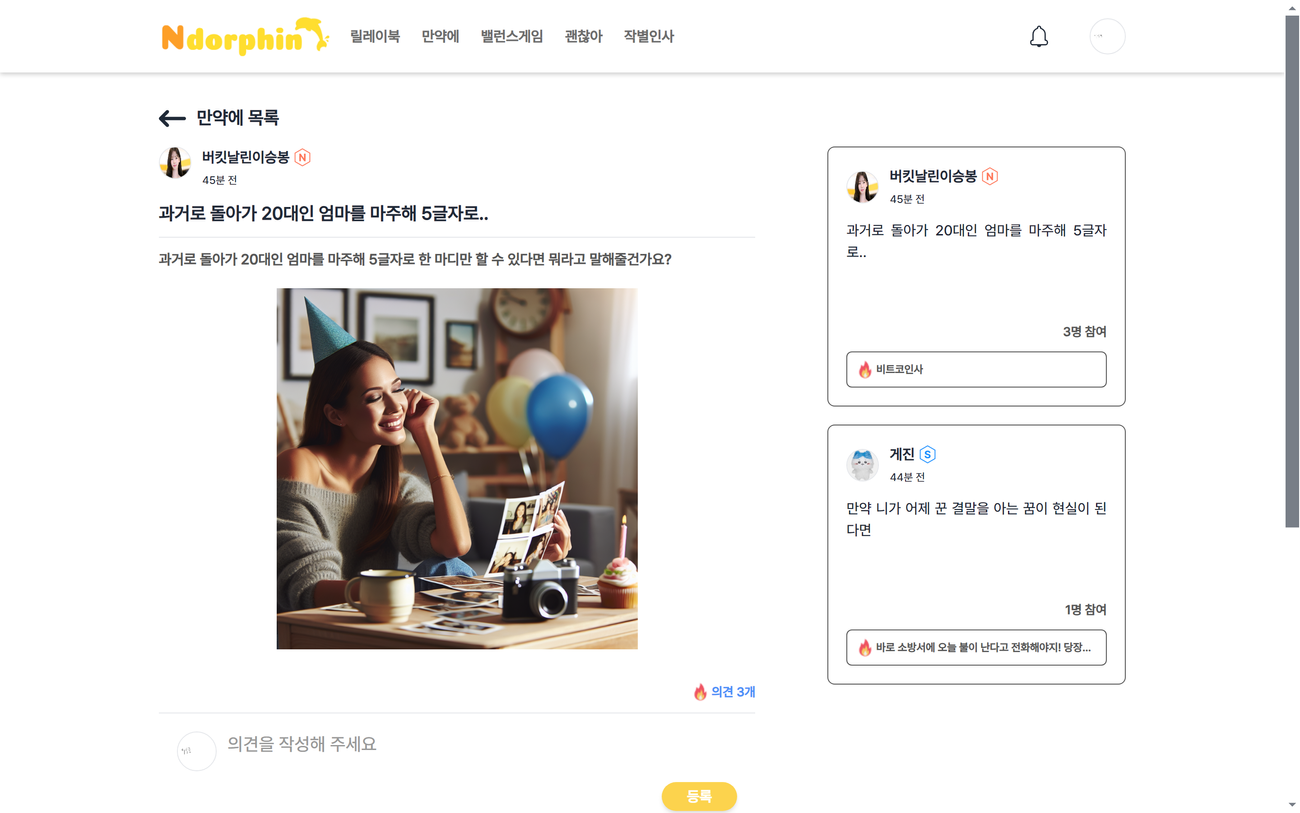 Ndorphin
릴레이북
만약에
밸런스게임
괜찮아
작별인사
만약에 목록
버킷날린이승봉 N
45분 전
과거로 돌아가 20대인 엄마를 마주해 5글자로..
과거로 돌아가 20대인 엄마를 마주해 5글자로 한 마디만 할 수 있다면 뭐라고 말해줄건가요?
의견 3개
의견을 작성해 주세요
등록
버킷날린이승봉 N
45분 전
과거로 돌아가 20대인 엄마를 마주해 5글자
로..
3명 참여
비트코인사
게진 S
44분 전
만약 니가 어제 꾼 결말을 아는 꿈이 현실이 된
다면
1명 참여
바로 소방서에 오늘 불이 난다고 전화해야지! 당장...